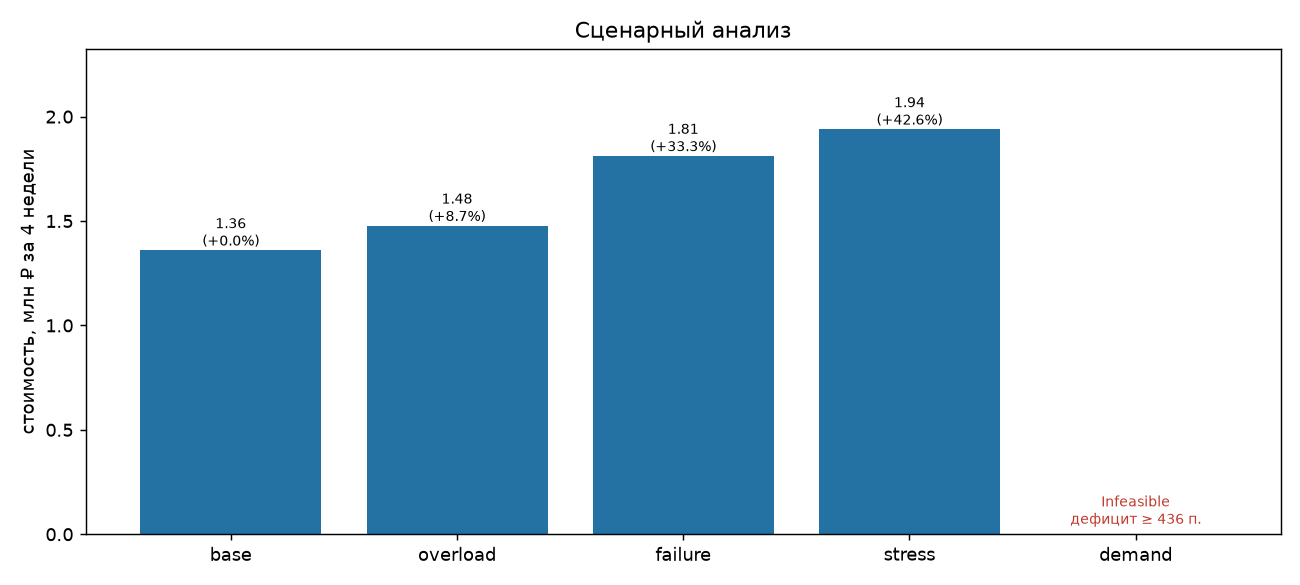 Сценарный анализ
стоимость, млн ₽ за 4 недели
2.0
1.5
1.0
0.5
0.0
1.36
(+0.0%)
1.48
(+8.7%)
1.81
(+33.3%)
1.94
(+42.6%)
Infeasible
дефицит ≥ 436 п.
base
overload
failure
stress
demand